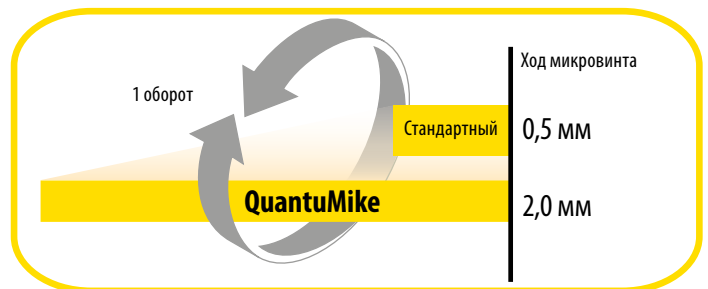 Ход микровинта
1 оборот
Стандартный 0,5 мм
QuantuMike 2,0 мм